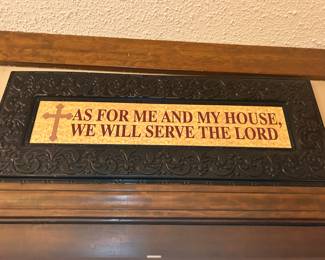 AS FOR ME AND MY HOUSE,
WE WILL SERVE THE LORD